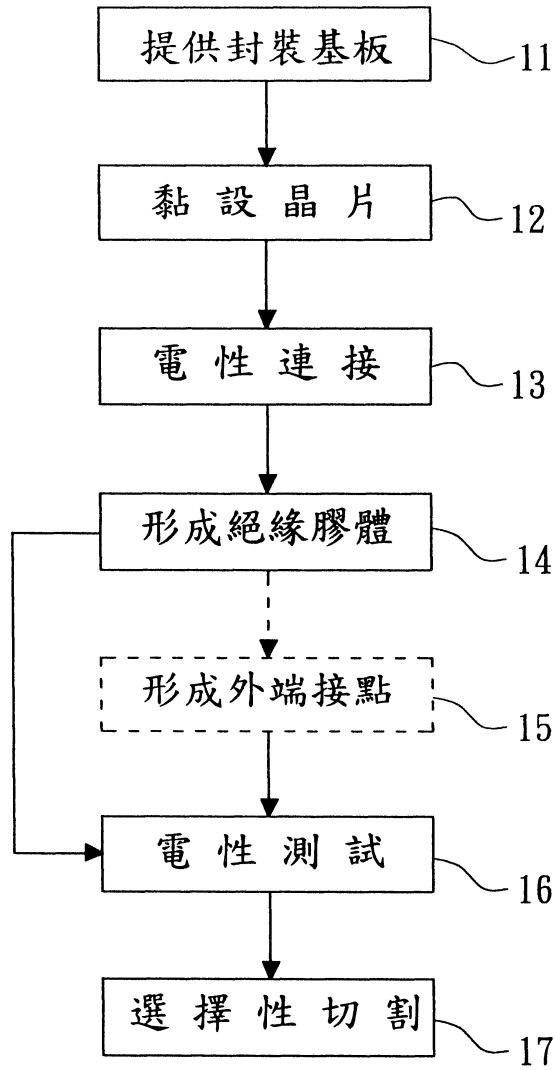 提供封裝基板
11
黏設晶片
12
電性連接
13
形成絕緣膠體
14
形成外端接點
15
電性測試
16
選擇性切割
17